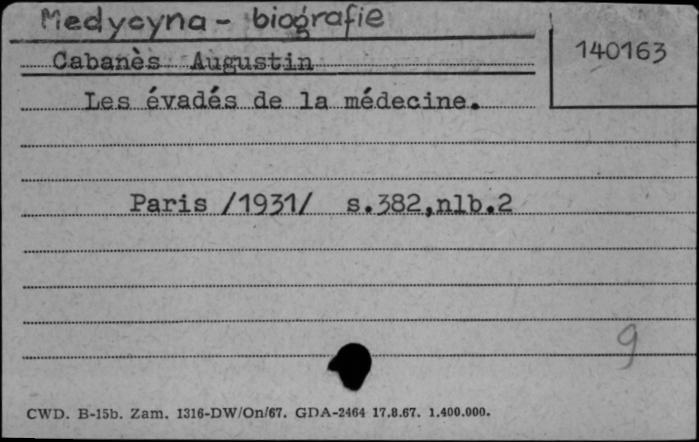 Medycyna - biografie
140163
Cabanès Augustin
Les évadés de la médecine.
Paris /1931/ s.382,nlb.2
9
CWD. B-15b. Zam. 1316-DW/On/67. GDA-2464 17.8.67. 1.400.000.